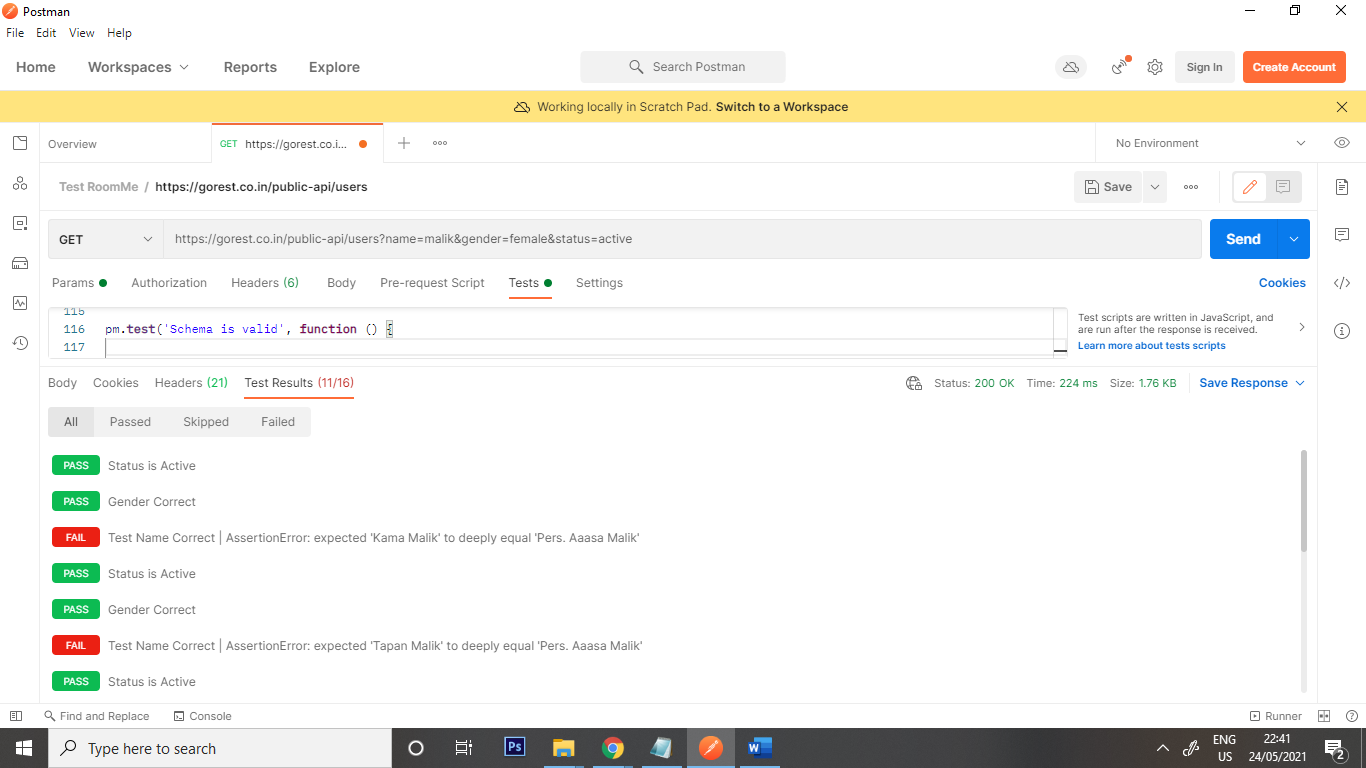 Postman
File Edit View Help
Home Workspaces Reports Explore Search Postman Sign In Create Account
Working locally in Scratch Pad. Switch to a Workspace
Overview GET https://gorest.co.i... No Environment
Test RoomMe / https://gorest.co.in/public-api/users Save
GET https://gorest.co.in/public-api/users?name=malik&gender=female&status=active Send
Params Authorization Headers (6) Body Pre-request Script Tests Settings Cookies
115
116 pm.test('Schema is valid', function () {
117
Test scripts are written in JavaScript, and
are run after the response is received.
Learn more about tests scripts
Body Cookies Headers (21) Test Results (11/16) Status: 200 OK Time: 224 ms Size: 1.76 KB Save Response
All Passed Skipped Failed
PASS Status is Active
PASS Gender Correct
FAIL Test Name Correct | AssertionError: expected 'Kama Malik' to deeply equal 'Pers. Aaasa Malik'
PASS Status is Active
PASS Gender Correct
FAIL Test Name Correct | AssertionError: expected 'Tapan Malik' to deeply equal 'Pers. Aaasa Malik'
PASS Status is Active
Find and Replace Console Runner
Type here to search Ps W ENG 22:41
US 24/05/2021 2